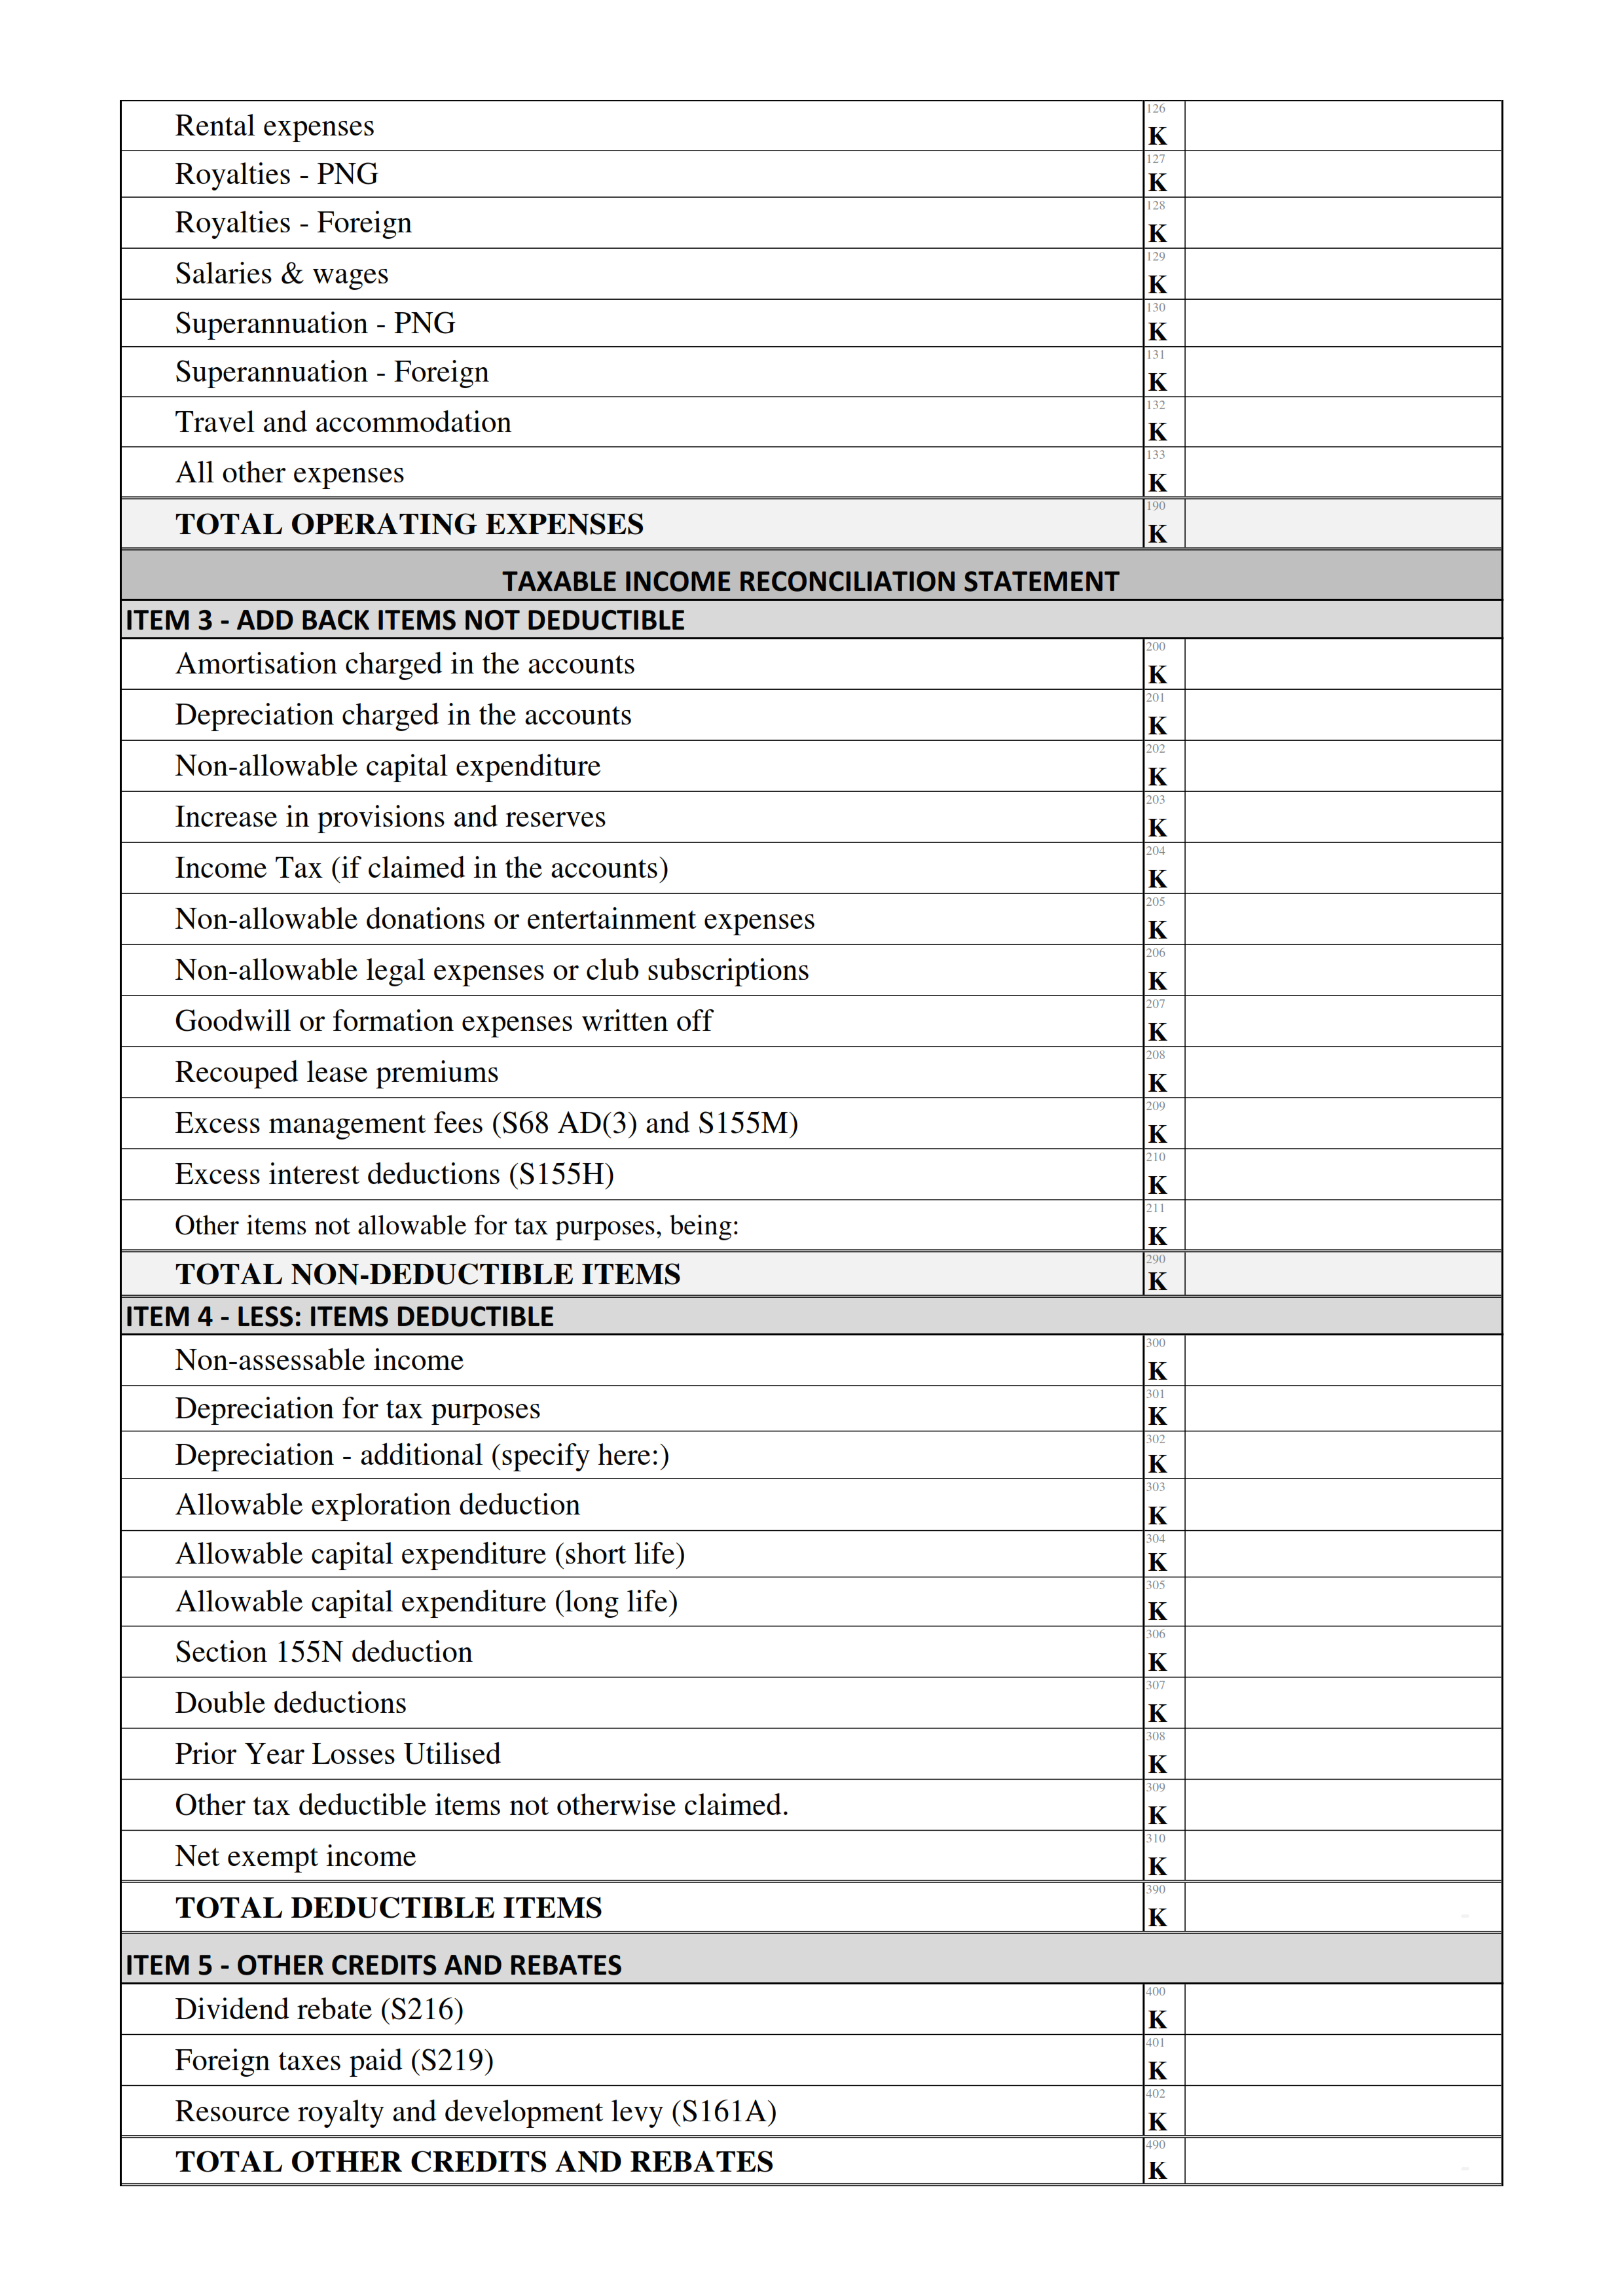 Rental expenses 126 K
Royalties - PNG 127 K
Royalties - Foreign 128 K
Salaries & wages 129 K
Superannuation - PNG 130 K
Superannuation - Foreign 131 K
Travel and accommodation 132 K
All other expenses 133 K
TOTAL OPERATING EXPENSES 190 K
TAXABLE INCOME RECONCILIATION STATEMENT
ITEM 3 - ADD BACK ITEMS NOT DEDUCTIBLE
Amortisation charged in the accounts 200 K
Depreciation charged in the accounts 201 K
Non-allowable capital expenditure 202 K
Increase in provisions and reserves 203 K
Income Tax (if claimed in the accounts) 204 K
Non-allowable donations or entertainment expenses 205 K
Non-allowable legal expenses or club subscriptions 206 K
Goodwill or formation expenses written off 207 K
Recouped lease premiums 208 K
Excess management fees (S68 AD(3) and S155M) 209 K
Excess interest deductions (S155H) 210 K
Other items not allowable for tax purposes, being: 211 K
TOTAL NON-DEDUCTIBLE ITEMS 290 K
ITEM 4 - LESS: ITEMS DEDUCTIBLE
Non-assessable income 300 K
Depreciation for tax purposes 301 K
Depreciation - additional (specify here:) 302 K
Allowable exploration deduction 303 K
Allowable capital expenditure (short life) 304 K
Allowable capital expenditure (long life) 305 K
Section 155N deduction 306 K
Double deductions 307 K
Prior Year Losses Utilised 308 K
Other tax deductible items not otherwise claimed. 309 K
Net exempt income 310 K
TOTAL DEDUCTIBLE ITEMS 390 K -
ITEM 5 - OTHER CREDITS AND REBATES
Dividend rebate (S216) 400 K
Foreign taxes paid (S219) 401 K
Resource royalty and development levy (S161A) 402 K
TOTAL OTHER CREDITS AND REBATES 490 K -